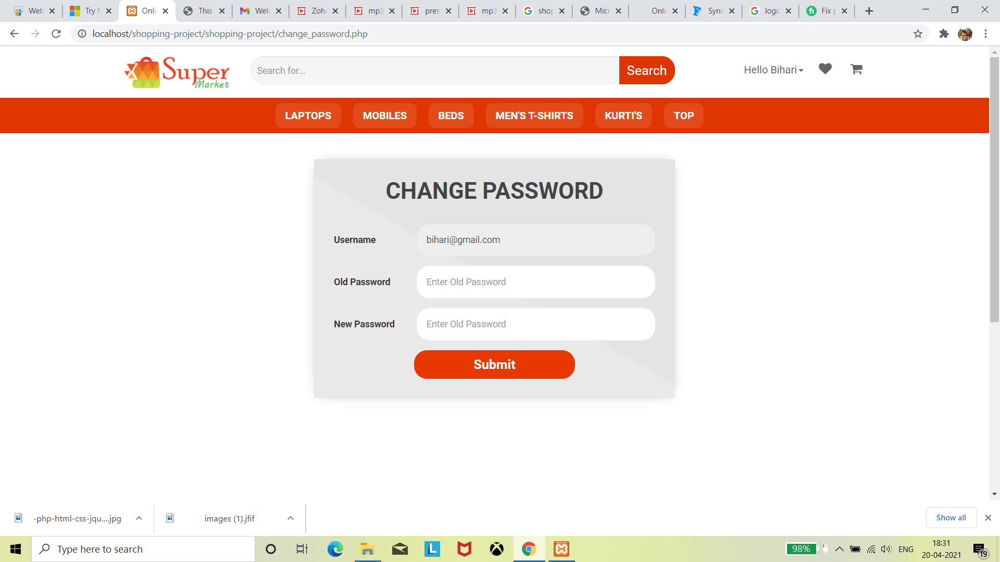 Web
Try M
Onli
This
Welc
Zoho
mp3
pres
mp3
shop
Micr
Onli
Sync
logo
Fix p
localhost/shopping-project/shopping-project/change_password.php
Super
Market
Search for...
Search
Hello Bihari
LAPTOPS
MOBILES
BEDS
MEN'S T-SHIRTS
KURTI'S
TOP
CHANGE PASSWORD
Username
bihari@gmail.com
Old Password
Enter Old Password
New Password
Enter Old Password
Submit
-php-html-css-jqu....jpg
images (1).jfif
Show all
Type here to search
98%
ENG
18:31
20-04-2021
19